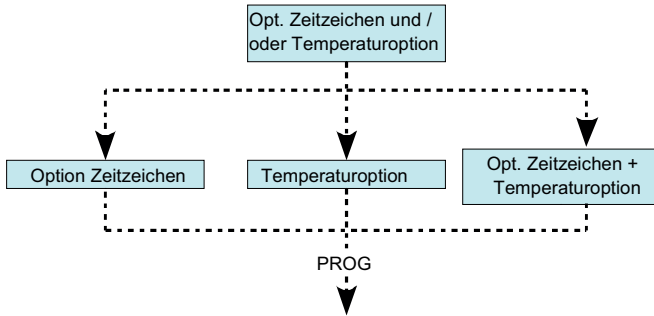 Opt. Zeitzeichen und /
oder Temperaturoption
Option Zeitzeichen
Temperaturoption
Opt. Zeitzeichen +
Temperaturoption
PROG